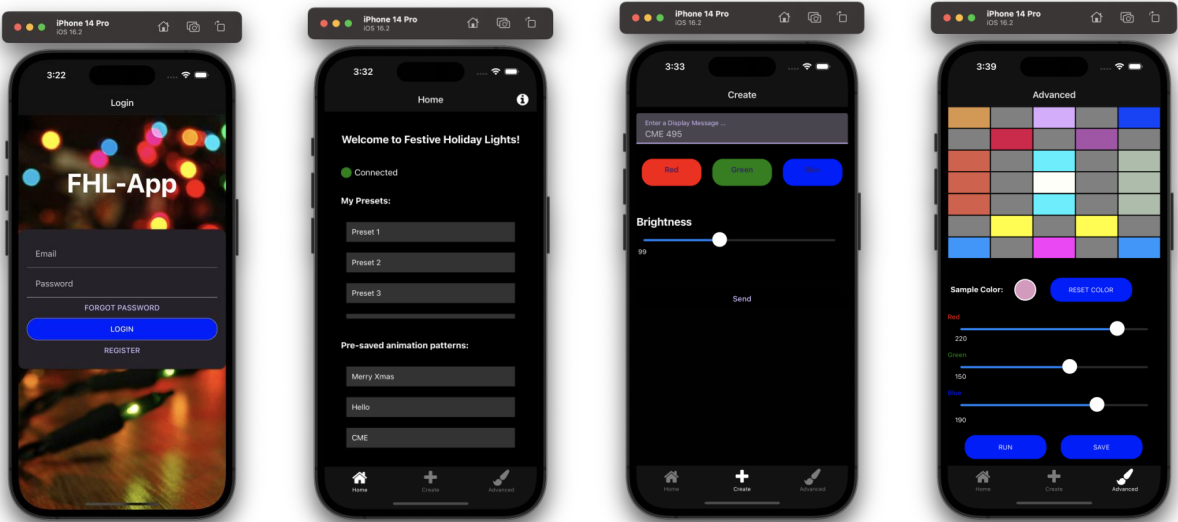 iPhone 14 Pro
iOS 16.2
3:22
Login
FHL-App
Email
Password
FORGOT PASSWORD
LOGIN
REGISTER
iPhone 14 Pro
iOS 16.2
3:32
Home
Welcome to Festive Holiday Lights!
Connected
My Presets:
Preset 1
Preset 2
Preset 3
Pre-saved animation patterns:
Merry Xmas
Hello
CME
Home
Create
Advanced
iPhone 14 Pro
iOS 16.2
3:33
Create
Enter a Display Message ...
CME 495
Red Green Blue
Brightness
99
Send
Home
Create
Advanced
iPhone 14 Pro
iOS 16.2
3:39
Advanced
Sample Color:
RESET COLOR
Red
220
Green
150
Blue
190
RUN
SAVE
Home
Create
Advanced